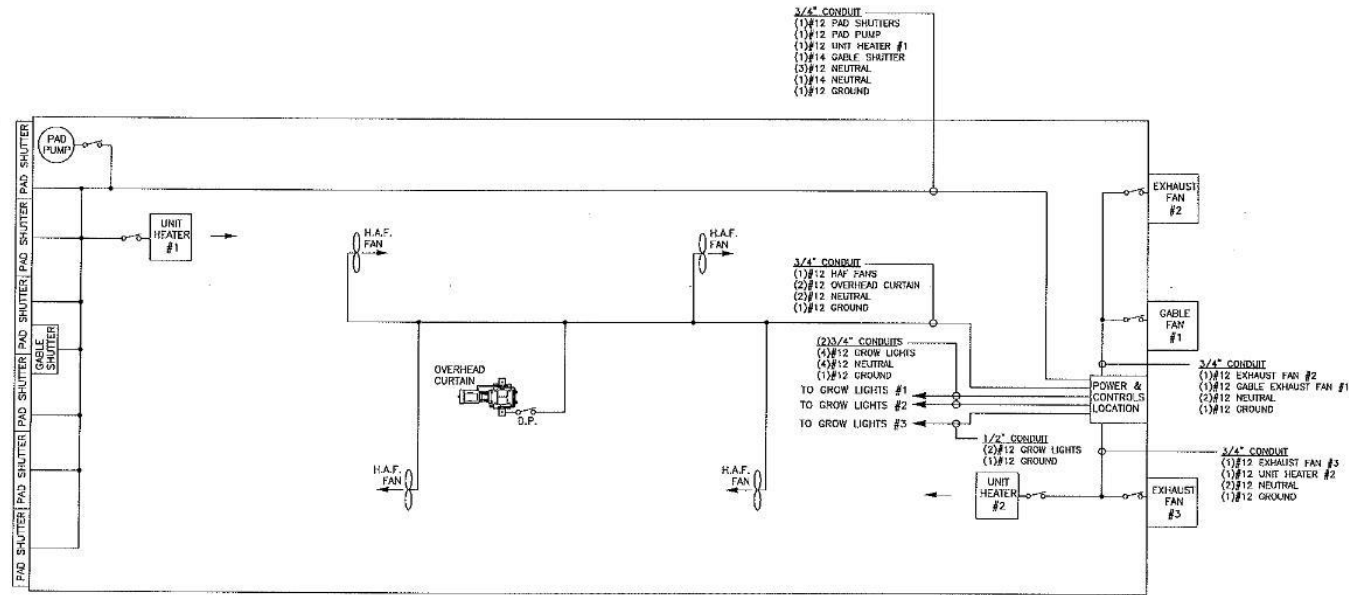 3/4" CONDUIT
(1)#12 PAD SHUTTERS
(1)#12 PAD PUMP
(1)#12 UNIT HEATER #1
(1)#14 GABLE SHUTTER
(3)#12 NEUTRAL
(1)#14 NEUTRAL
(1)#12 GROUND
PAD SHUTTER
PAD SHUTTER
PAD SHUTTER
PAD SHUTTER
PAD SHUTTER
PAD SHUTTER
PAD SHUTTER
GABLE
SHUTTER
PAD
PUMP
UNIT
HEATER
#1
H.A.F.
FAN
H.A.F.
FAN
EXHAUST
FAN
#2
3/4" CONDUIT
(1)#12 HAF FANS
(2)#12 OVERHEAD CURTAIN
(2)#12 NEUTRAL
(1)#12 GROUND
GABLE
FAN
#1
(2)3/4" CONDUITS
(4)#12 GROW LIGHTS
(4)#12 NEUTRAL
(1)#12 GROUND
TO GROW LIGHTS #1
TO GROW LIGHTS #2
TO GROW LIGHTS #3
POWER &
CONTROLS
LOCATION
3/4" CONDUIT
(1)#12 EXHAUST FAN #2
(1)#12 GABLE EXHAUST FAN #1
(2)#12 NEUTRAL
(1)#12 GROUND
OVERHEAD
CURTAIN
D.P.
1/2" CONDUIT
(2)#12 GROW LIGHTS
(1)#12 GROUND
3/4" CONDUIT
(1)#12 EXHAUST FAN #3
(1)#12 UNIT HEATER #2
(2)#12 NEUTRAL
(1)#12 GROUND
H.A.F.
FAN
H.A.F.
FAN
UNIT
HEATER
#2
EXHAUST
FAN
#3